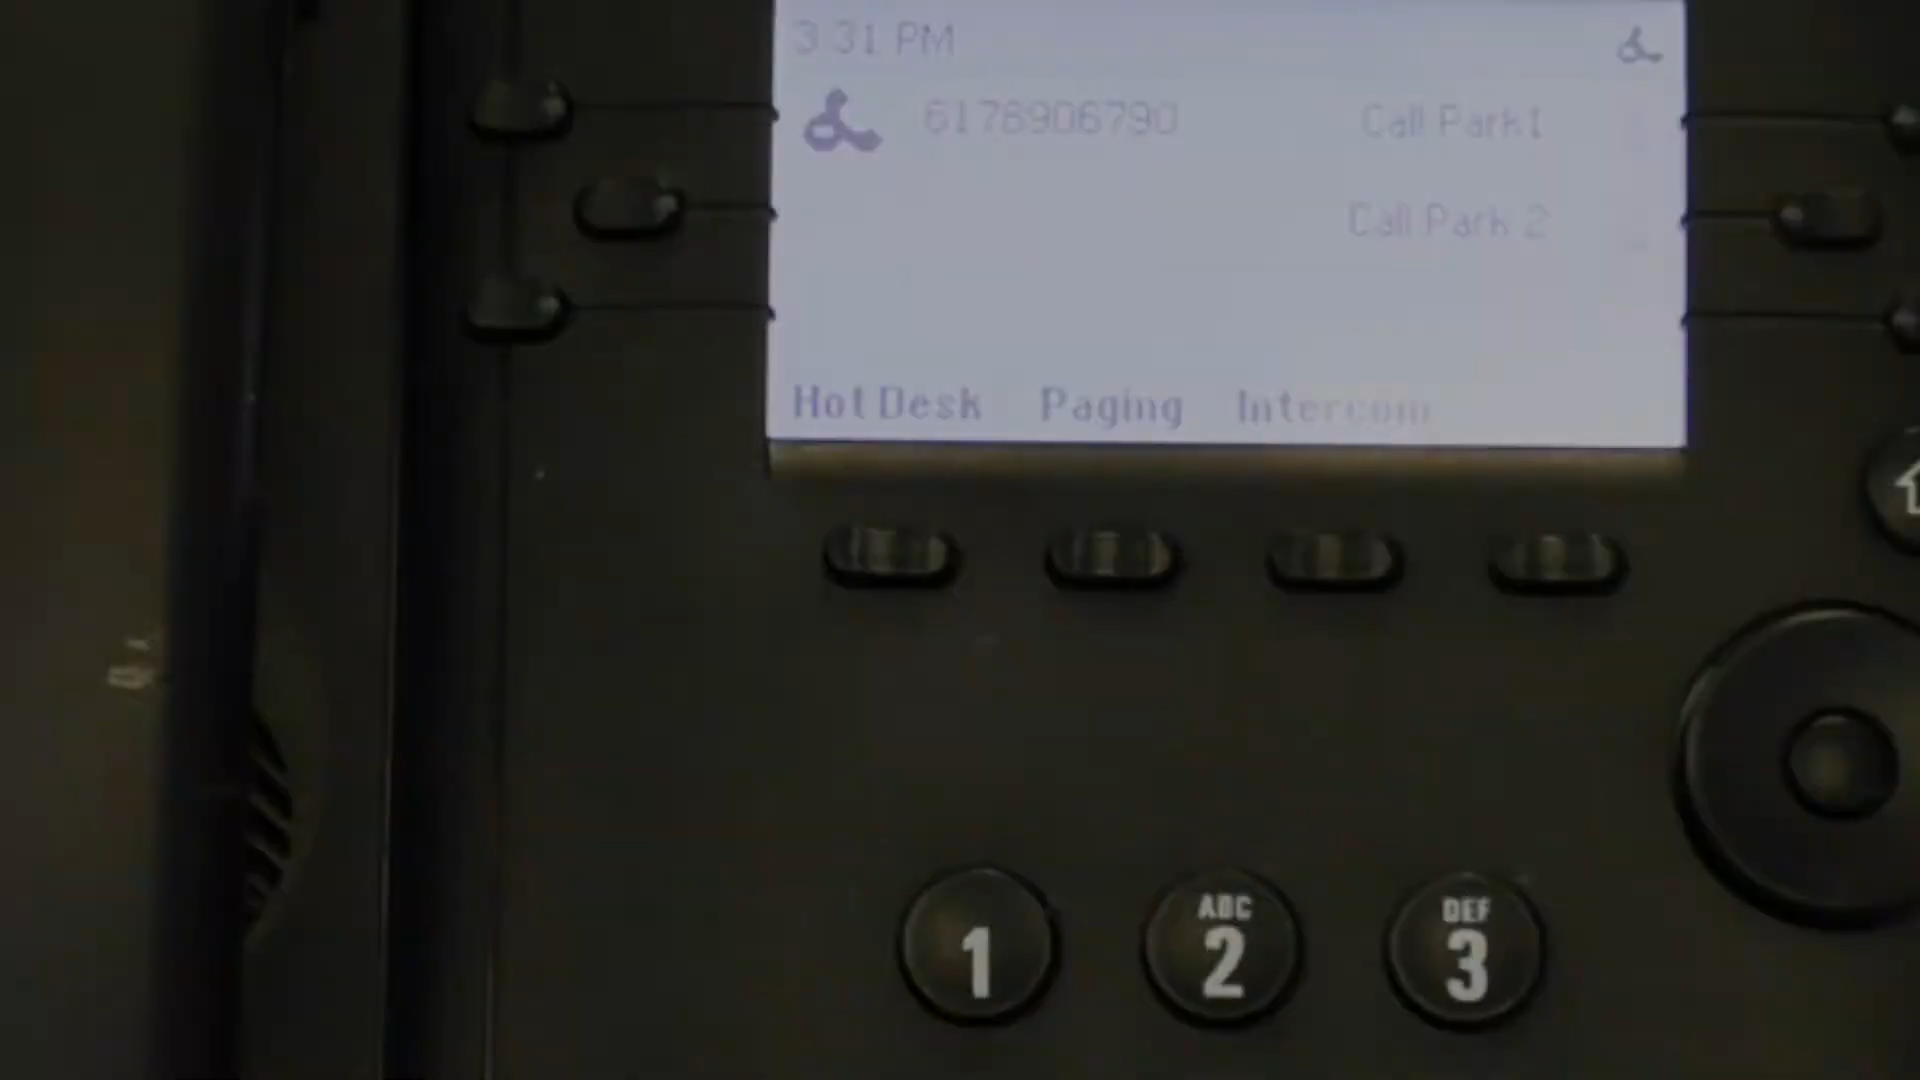 3 31 PM
6178906790 Call Park1
Call Park 2
Hot Desk Paging Intercom
1 ABC 2 DEF 3